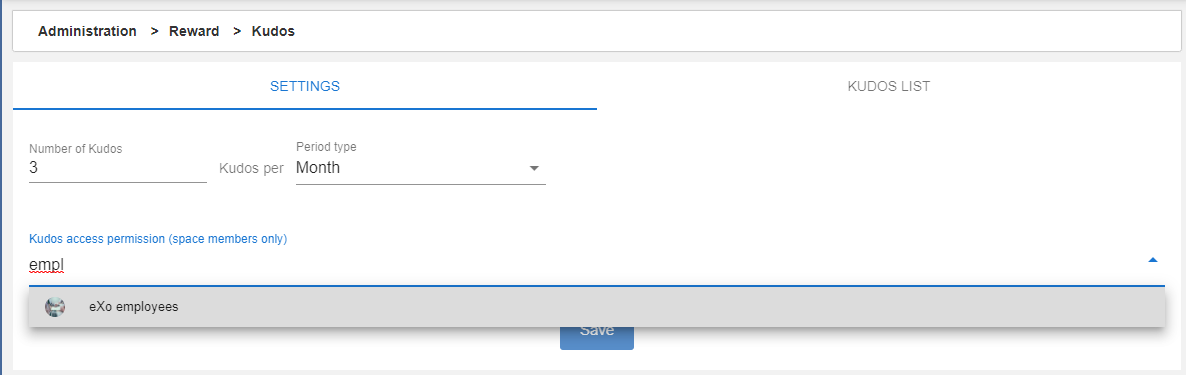 Administration > Reward > Kudos
SETTINGS KUDOS LIST
Number of Kudos Period type
3 Kudos per Month
Kudos access permission (space members only)
empl
eXo employees
Save